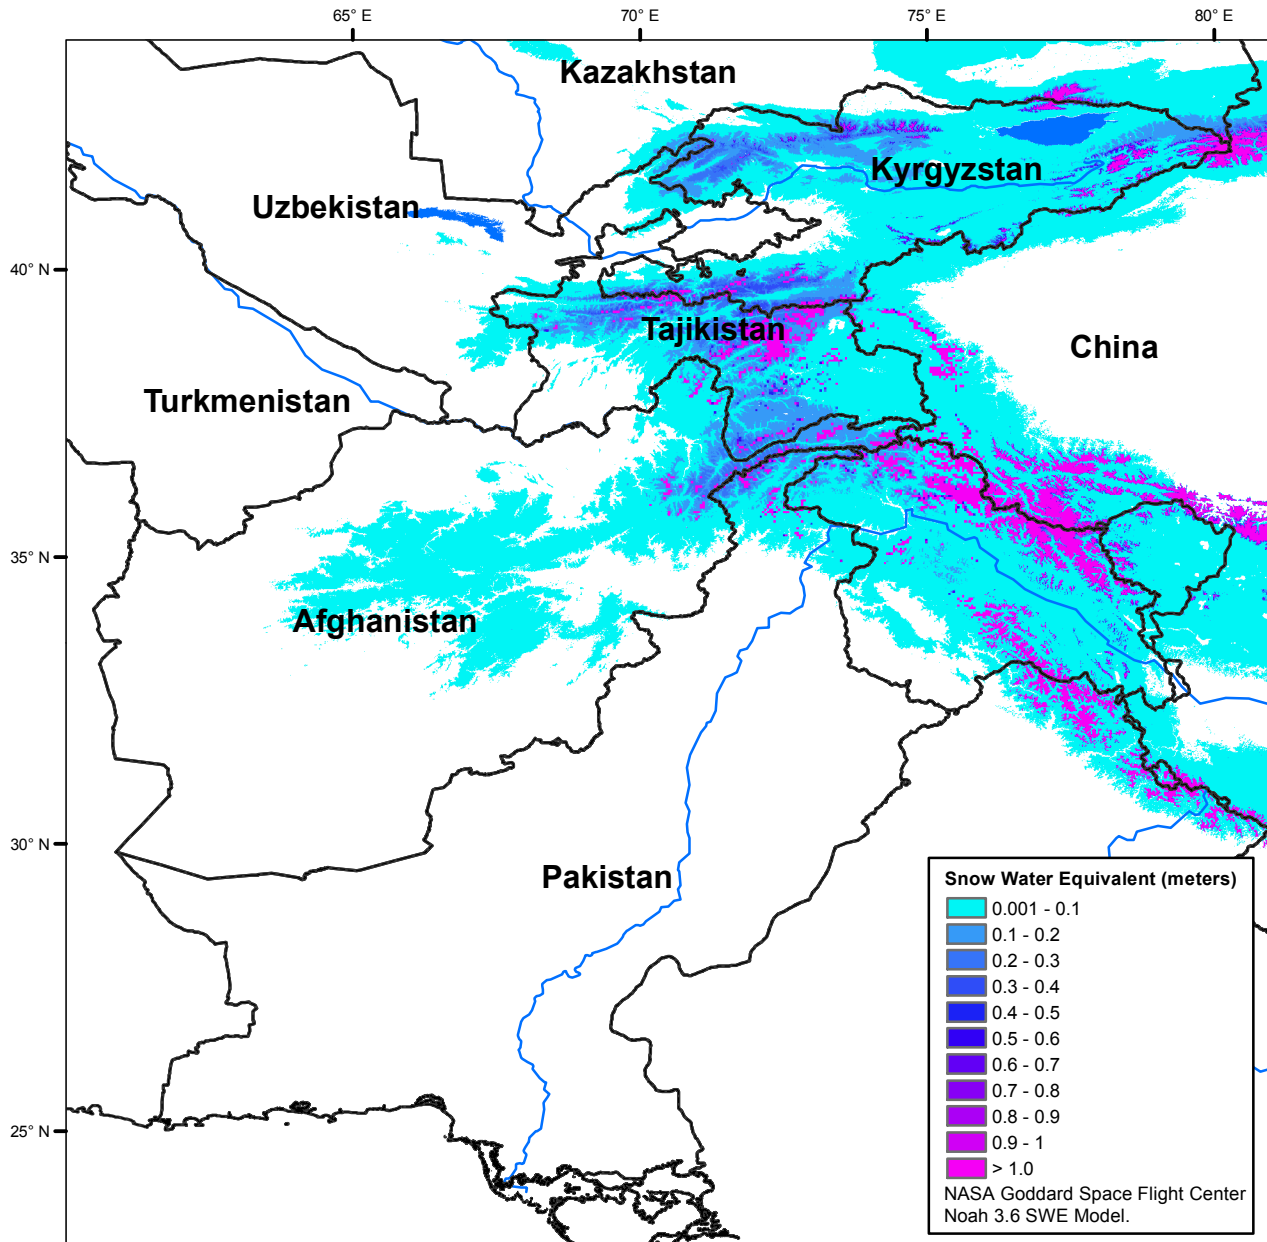 65° E
70° E
75° E
80° E
Kazakhstan
Kyrgyzstan
Uzbekistan
40° N
Tajikistan
China
Turkmenistan
35° N
Afghanistan
30° N
Pakistan
25° N
Snow Water Equivalent (meters)
0.001 - 0.1
0.1 - 0.2
0.2 - 0.3
0.3 - 0.4
0.4 - 0.5
0.5 - 0.6
0.6 - 0.7
0.7 - 0.8
0.8 - 0.9
0.9 - 1
> 1.0
NASA Goddard Space Flight Center
Noah 3.6 SWE Model.